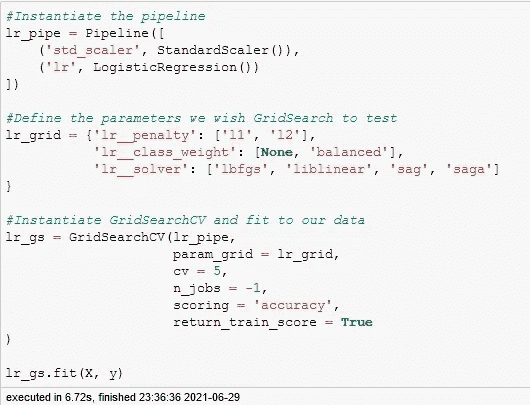 #Instantiate the pipeline
lr_pipe = Pipeline([
    ('std_scaler', StandardScaler()),
    ('lr', LogisticRegression())
])

#Define the parameters we wish GridSearch to test
lr_grid = {'lr__penalty': ['l1', 'l2'],
           'lr__class_weight': [None, 'balanced'],
           'lr__solver': ['lbfgs', 'liblinear', 'sag', 'saga']
}

#Instantiate GridSearchCV and fit to our data
lr_gs = GridSearchCV(lr_pipe,
                     param_grid = lr_grid,
                     cv = 5,
                     n_jobs = -1,
                     scoring = 'accuracy',
                     return_train_score = True
)

lr_gs.fit(X, y)
executed in 6.72s, finished 23:36:36 2021-06-29